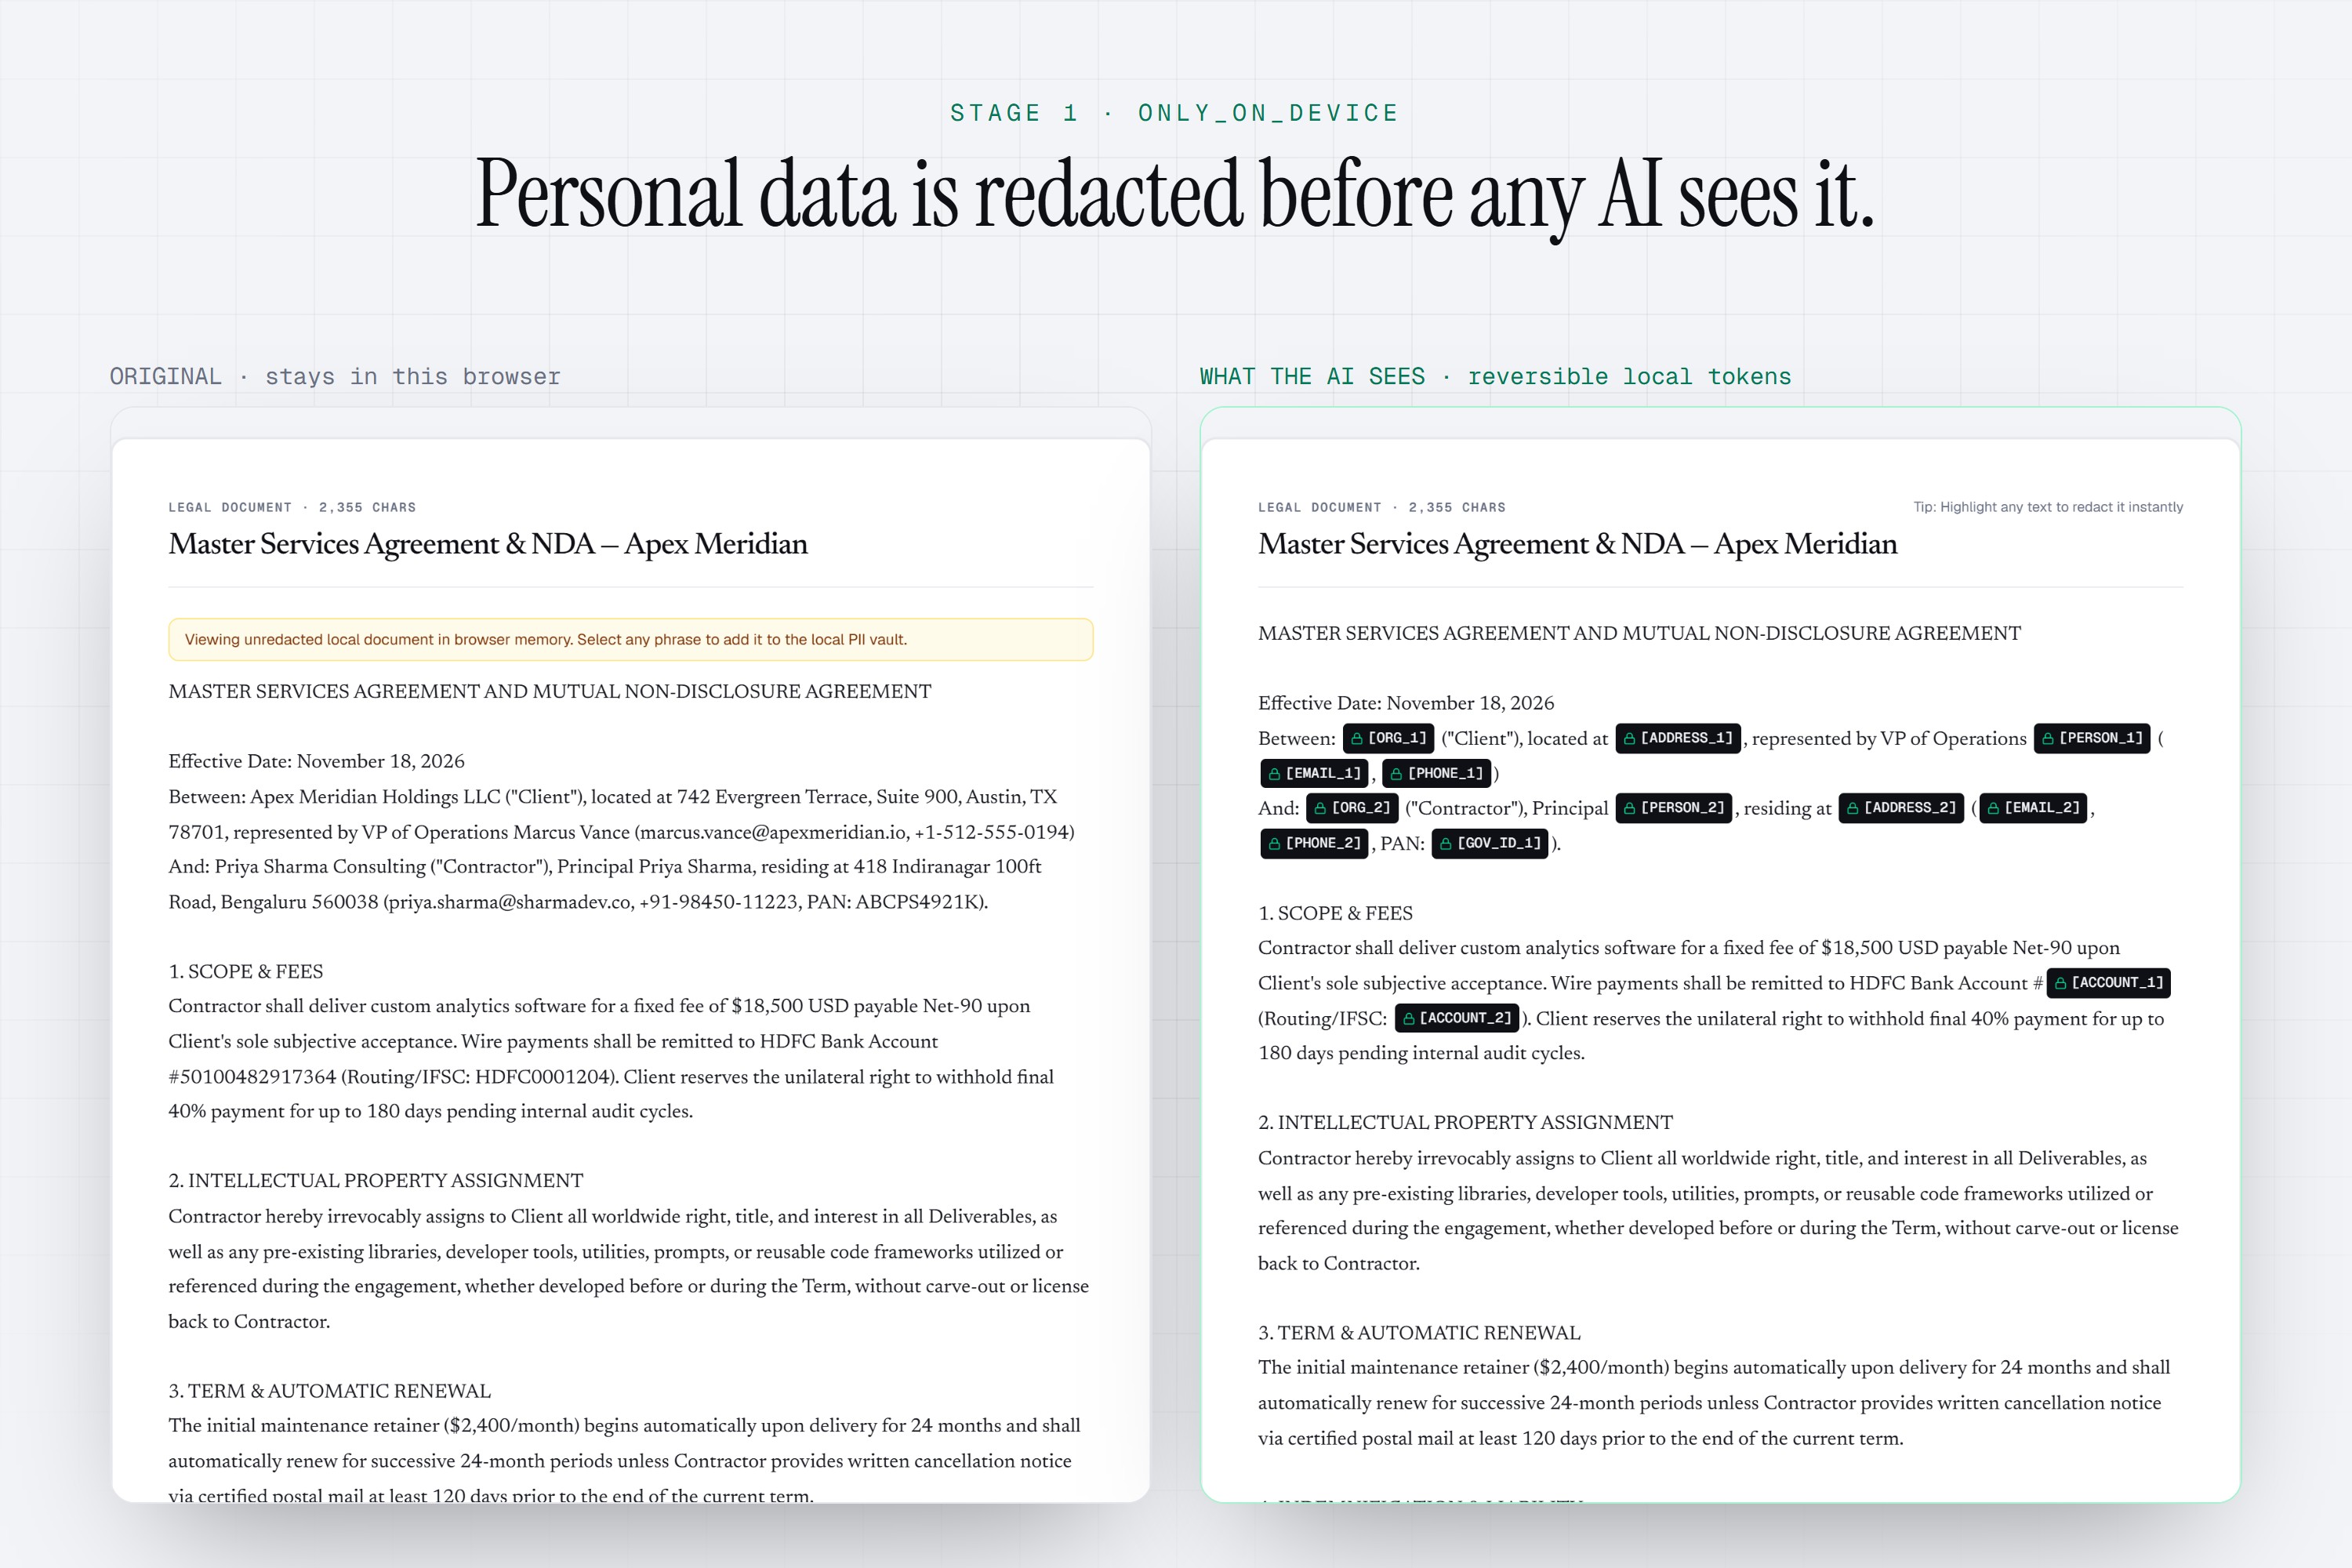 STAGE 1 · ONLY_ON_DEVICE
Personal data is redacted before any AI sees it.
ORIGINAL · stays in this browser
LEGAL DOCUMENT · 2,355 CHARS
Master Services Agreement & NDA — Apex Meridian
Viewing unredacted local document in browser memory. Select any phrase to add it to the local PII vault.
MASTER SERVICES AGREEMENT AND MUTUAL NON-DISCLOSURE AGREEMENT
Effective Date: November 18, 2026
Between: Apex Meridian Holdings LLC ("Client"), located at 742 Evergreen Terrace, Suite 900, Austin, TX
78701, represented by VP of Operations Marcus Vance (marcus.vance@apexmeridian.io, +1-512-555-0194)
And: Priya Sharma Consulting ("Contractor"), Principal Priya Sharma, residing at 418 Indiranagar 100ft
Road, Bengaluru 560038 (priya.sharma@sharmadev.co, +91-98450-11223, PAN: ABCPS4921K).
1. SCOPE & FEES
Contractor shall deliver custom analytics software for a fixed fee of $18,500 USD payable Net-90 upon
Client's sole subjective acceptance. Wire payments shall be remitted to HDFC Bank Account
#50100482917364 (Routing/IFSC: HDFC0001204). Client reserves the unilateral right to withhold final
40% payment for up to 180 days pending internal audit cycles.
2. INTELLECTUAL PROPERTY ASSIGNMENT
Contractor hereby irrevocably assigns to Client all worldwide right, title, and interest in all Deliverables, as
well as any pre-existing libraries, developer tools, utilities, prompts, or reusable code frameworks utilized or
referenced during the engagement, whether developed before or during the Term, without carve-out or license
back to Contractor.
3. TERM & AUTOMATIC RENEWAL
The initial maintenance retainer ($2,400/month) begins automatically upon delivery for 24 months and shall
automatically renew for successive 24-month periods unless Contractor provides written cancellation notice
via certified postal mail at least 120 days prior to the end of the current term.
WHAT THE AI SEES · reversible local tokens
LEGAL DOCUMENT · 2,355 CHARS
Tip: Highlight any text to redact it instantly
Master Services Agreement & NDA — Apex Meridian
MASTER SERVICES AGREEMENT AND MUTUAL NON-DISCLOSURE AGREEMENT
Effective Date: November 18, 2026
Between: [ORG_1] ("Client"), located at [ADDRESS_1], represented by VP of Operations [PERSON_1] (
[EMAIL_1], [PHONE_1])
And: [ORG_2] ("Contractor"), Principal [PERSON_2], residing at [ADDRESS_2] ([EMAIL_2],
[PHONE_2], PAN: [GOV_ID_1]).
1. SCOPE & FEES
Contractor shall deliver custom analytics software for a fixed fee of $18,500 USD payable Net-90 upon
Client's sole subjective acceptance. Wire payments shall be remitted to HDFC Bank Account #[ACCOUNT_1]
(Routing/IFSC: [ACCOUNT_2]). Client reserves the unilateral right to withhold final 40% payment for up to
180 days pending internal audit cycles.
2. INTELLECTUAL PROPERTY ASSIGNMENT
Contractor hereby irrevocably assigns to Client all worldwide right, title, and interest in all Deliverables, as
well as any pre-existing libraries, developer tools, utilities, prompts, or reusable code frameworks utilized or
referenced during the engagement, whether developed before or during the Term, without carve-out or license
back to Contractor.
3. TERM & AUTOMATIC RENEWAL
The initial maintenance retainer ($2,400/month) begins automatically upon delivery for 24 months and shall
automatically renew for successive 24-month periods unless Contractor provides written cancellation notice
via certified postal mail at least 120 days prior to the end of the current term.